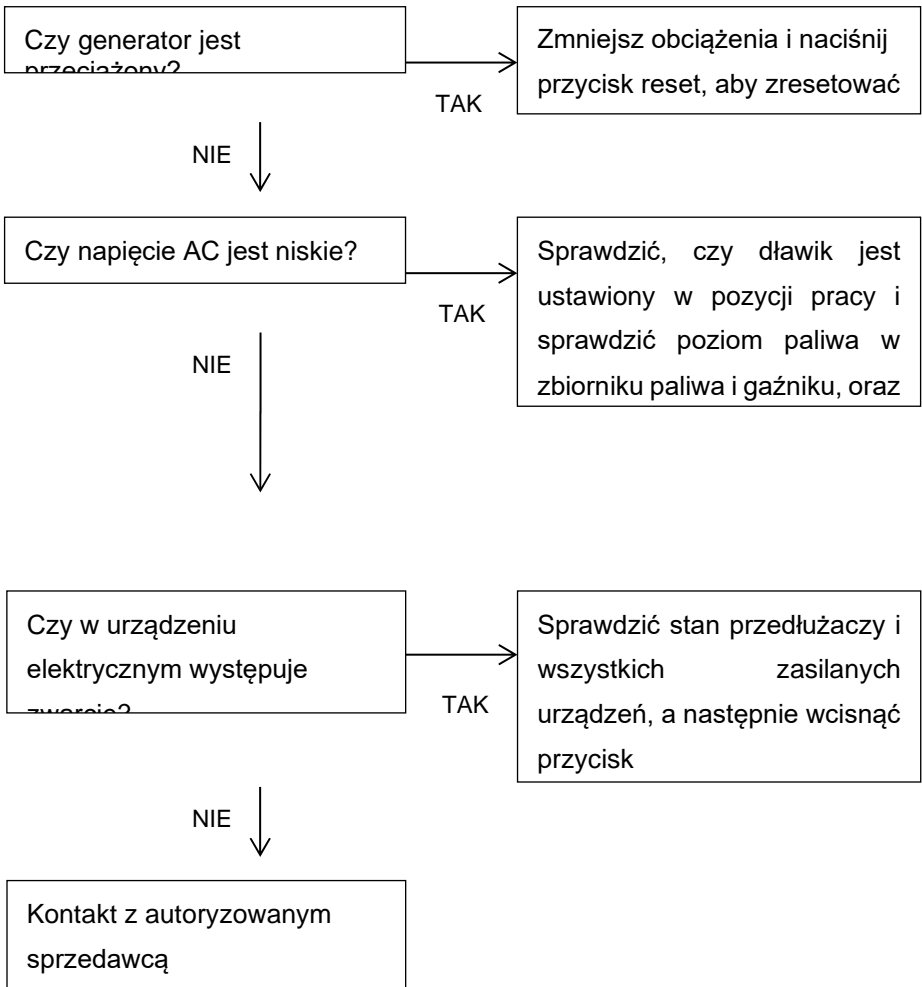 Czy generator jest
przeciążony?
TAK
Zmniejsz obciążenia i naciśnij
przycisk reset, aby zresetować
NIE
Czy napięcie AC jest niskie?
TAK
Sprawdzić, czy dławik jest
ustawiony w pozycji pracy i
sprawdzić poziom paliwa w
zbiorniku paliwa i gaźniku, oraz
NIE
Czy w urządzeniu
elektrycznym występuje
zwarcie?
TAK
Sprawdzić stan przedłużaczy i
wszystkich zasilanych
urządzeń, a następnie wcisnąć
przycisk
NIE
Kontakt z autoryzowanym
sprzedawcą